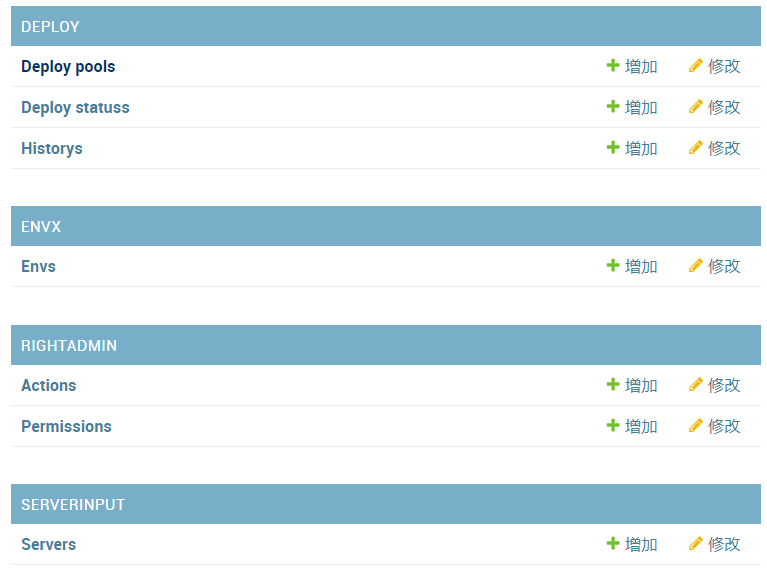 DEPLOY
Deploy pools 增加 修改
Deploy statuss 增加 修改
Historys 增加 修改
ENVX
Envs 增加 修改
RIGHTADMIN
Actions 增加 修改
Permissions 增加 修改
SERVERINPUT
Servers 增加 修改